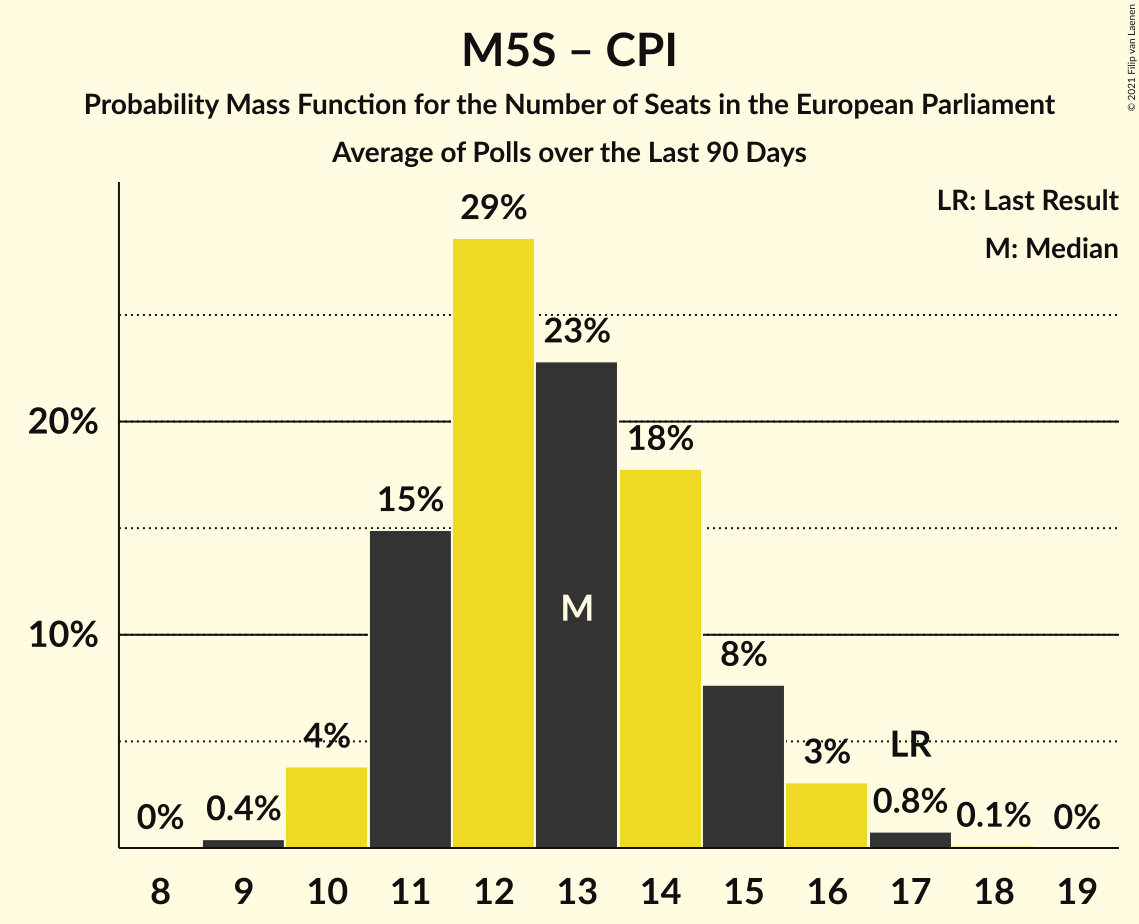 M5S – CPI
Probability Mass Function for the Number of Seats in the European Parliament
Average of Polls over the Last 90 Days
© 2021 Filip van Laenen
LR: Last Result
M: Median
20%
10%
0%
0.4%
4%
15%
29%
23%
18%
8%
3%
0.8%
0.1%
0%
M
LR
8 9 10 11 12 13 14 15 16 17 18 19